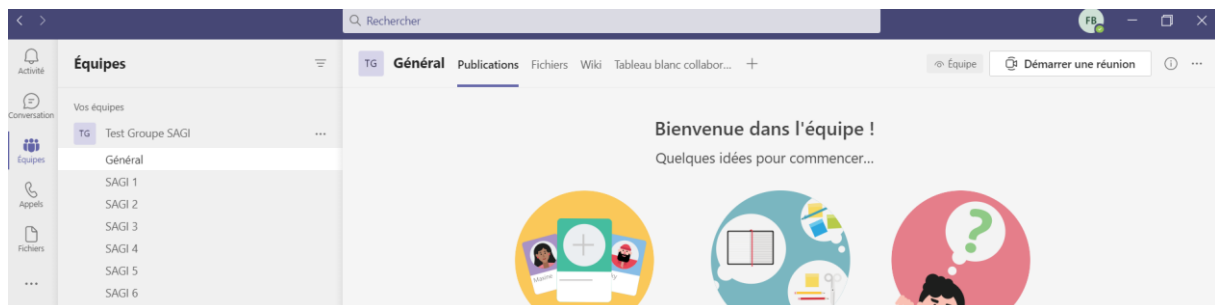 Rechercher
FB
Activité
Conversation
Équipes
Appels
Fichiers
Équipes
Vos équipes
TG Test Groupe SAGI
Général
SAGI 1
SAGI 2
SAGI 3
SAGI 4
SAGI 5
SAGI 6
TG Général Publications Fichiers Wiki Tableau blanc collabor... +
Équipe Démarrer une réunion
Bienvenue dans l'équipe !
Quelques idées pour commencer...
Maxine